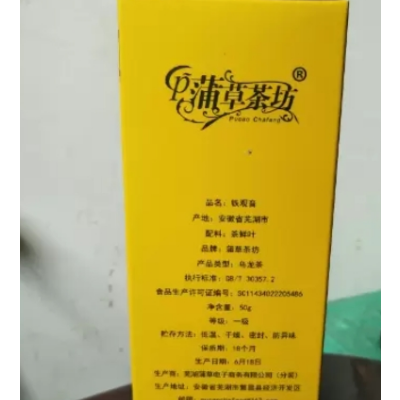 蒲草茶坊®
Pucao Chafang
品名：铁观音
产地：安徽省芜湖市
配料：茶鲜叶
品牌：蒲草茶坊
产品类型：乌龙茶
执行标准：GB/T 30357.2
食品生产许可证编号：SC11434022205486
净含量：50g
等级：一级
贮存方法：低温、干燥、密封、防异味
保质期：18个月
生产日期：6月18日
生产商：芜湖蒲草电子商务有限公司（分装）
生产地址：安徽省芜湖市繁昌县经济开发区